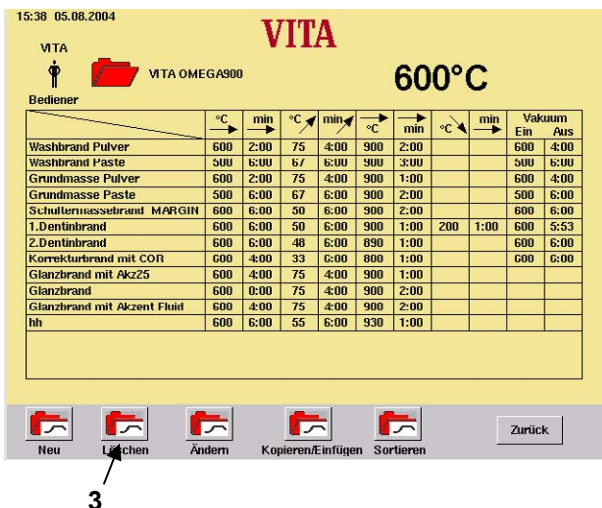 15:38 05.08.2004
VITA
VITA
VITA OMEGA900
600°C
Bediener
°C min °C min °C min °C min Vakuum
Ein Aus
Washbrand Pulver 600 2:00 75 4:00 900 2:00 600 4:00
Washbrand Paste 500 6:00 67 6:00 900 3:00 500 6:00
Grundmasse Pulver 600 2:00 75 4:00 900 1:00 600 4:00
Grundmasse Paste 500 6:00 67 6:00 900 2:00 500 6:00
Schultermassebrand MARGIN 600 6:00 50 6:00 900 2:00 600 6:00
1.Dentinbrand 600 6:00 50 6:00 900 1:00 200 1:00 600 5:53
2.Dentinbrand 600 6:00 48 6:00 890 1:00 600 6:00
Korrekturbrand mit COR 600 4:00 33 6:00 800 1:00 600 6:00
Glanzbrand mit Akz25 600 4:00 75 4:00 900 1:00
Glanzbrand 600 0:00 75 4:00 900 2:00
Glanzbrand mit Akzent Fluid 600 4:00 75 4:00 900 2:00
hh 600 6:00 55 6:00 930 1:00
Neu Löschen Ändern Kopieren/Einfügen Sortieren Zurück
3